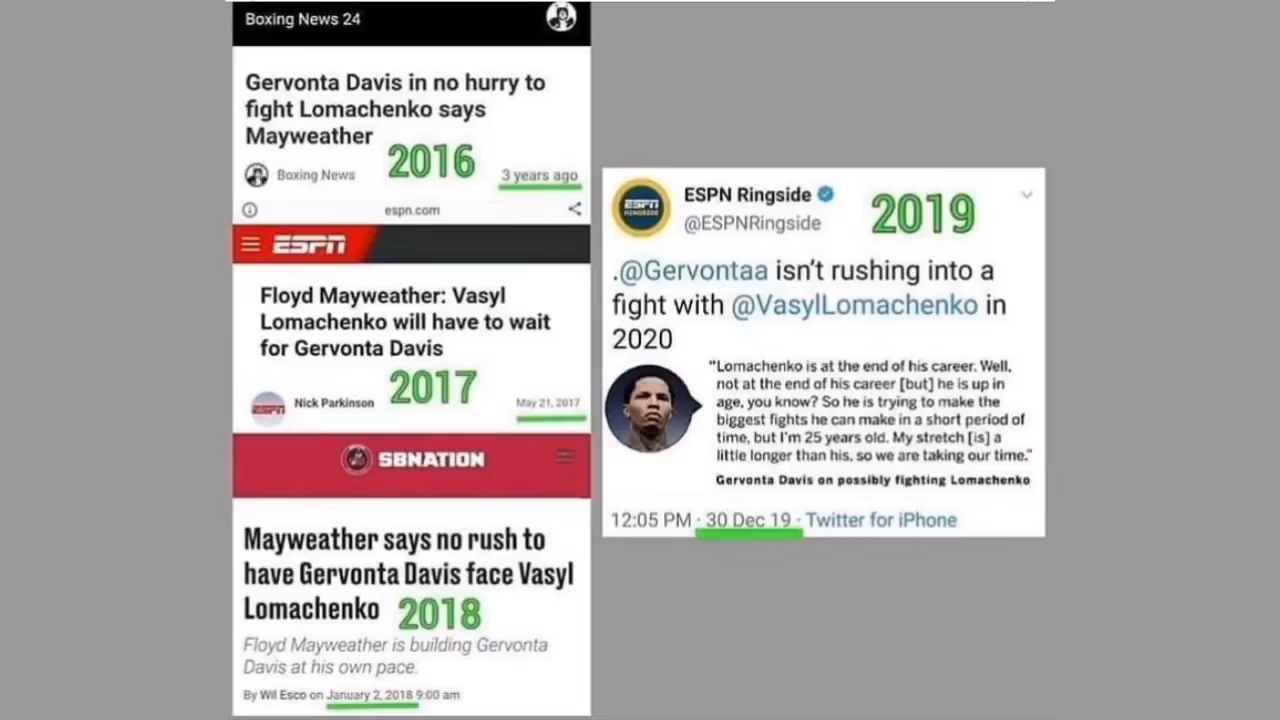 Boxing News 24
Gervonta Davis in no hurry to
fight Lomachenko says
Mayweather
2016
Boxing News
3 years ago
espn.com
ESPN
Floyd Mayweather: Vasyl
Lomachenko will have to wait
for Gervonta Davis
2017
ESPN
Nick Parkinson
May 21, 2017
SBNATION
Mayweather says no rush to
have Gervonta Davis face Vasyl
Lomachenko
2018
Floyd Mayweather is building Gervonta
Davis at his own pace.
By Wil Esco on January 2, 2018 9:00 am
ESPN
RINGSIDE
ESPN Ringside
@ESPNRingside
2019
.@Gervontaa isn't rushing into a
fight with @VasylLomachenko in
2020
"Lomachenko is at the end of his career. Well,
not at the end of his career [but] he is up in
age, you know? So he is trying to make the
biggest fights he can make in a short period of
time, but I'm 25 years old. My stretch [is] a
little longer than his, so we are taking our time."
Gervonta Davis on possibly fighting Lomachenko
12:05 PM · 30 Dec 19 · Twitter for iPhone